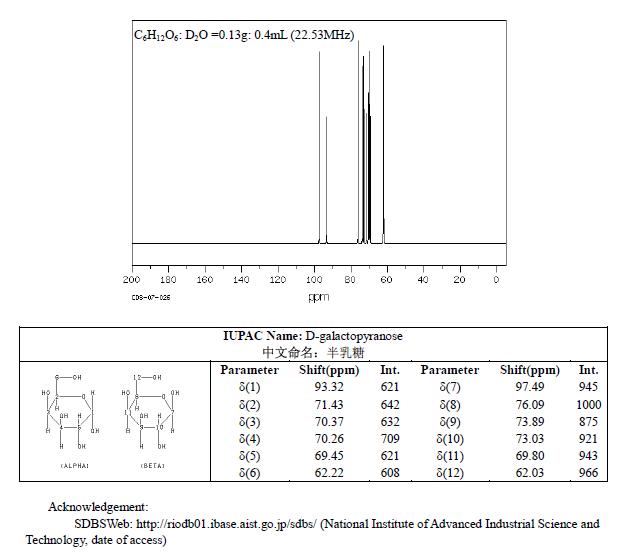 C₆H₁₂O₆: D₂O =0.13g: 0.4mL (22.53MHz)
200 180 160 140 120 100 80 60 40 20 0
CDS-07-026
ppm
IUPAC Name: D-galactopyranose
中文命名：半乳糖
Parameter Shift(ppm) Int. Parameter Shift(ppm) Int.
δ(1) 93.32 621 δ(7) 97.49 945
δ(2) 71.43 642 δ(8) 76.09 1000
δ(3) 70.37 632 δ(9) 73.89 875
δ(4) 70.26 709 δ(10) 73.03 921
δ(5) 69.45 621 δ(11) 69.80 943
δ(6) 62.22 608 δ(12) 62.03 966
(ALPHA) (BETA)
Acknowledgement:
SDBSWeb: http://riodb01.ibase.aist.go.jp/sdbs/ (National Institute of Advanced Industrial Science and
Technology, date of access)